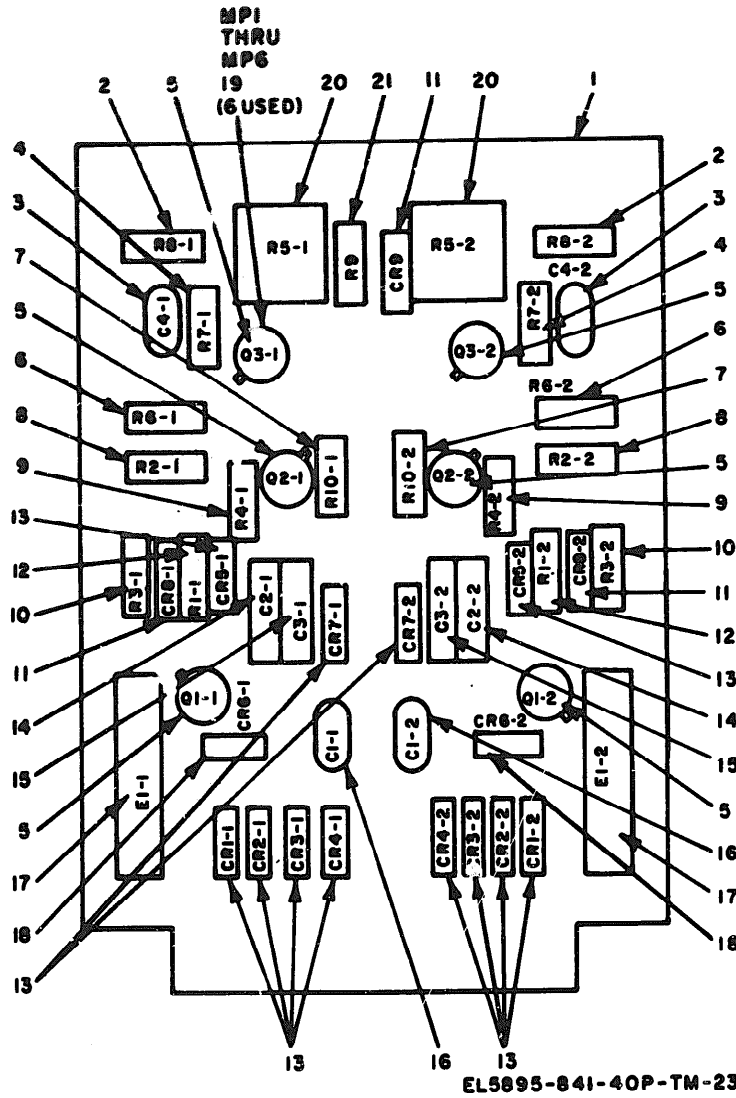 MP1
THRU
MP6
2 5 19 20 21 11 20 1
(6 USED)
4
3
7
5
6
8
9
13
12
10
11
14
15
5
17
18
13
2
3
4
5
6
7
8
5
9
10
11
12
13
14
15
5
16
17
18
R8-1
R5-1
R9
CR9
R5-2
R8-2
C4-2
C4-1
R7-1
Q3-1
Q3-2
R7-2
R6-2
R6-1
R2-1
R4-1
Q2-1
R10-1
R10-2
Q2-2
R4-2
R2-2
R3-1
CR8-1
R1-1
CR5-1
C2-1
C3-1
CR7-1
CR7-2
C3-2
C2-2
CR5-2
R1-2
CR8-2
R3-2
Q1-1
CR6-1
C1-1
C1-2
CR6-2
Q1-2
E1-1
E1-2
CR1-1
CR2-1
CR3-1
CR4-1
CR4-2
CR3-2
CR2-2
CR1-2
13 16 13
EL5895-841-40P-TM-23